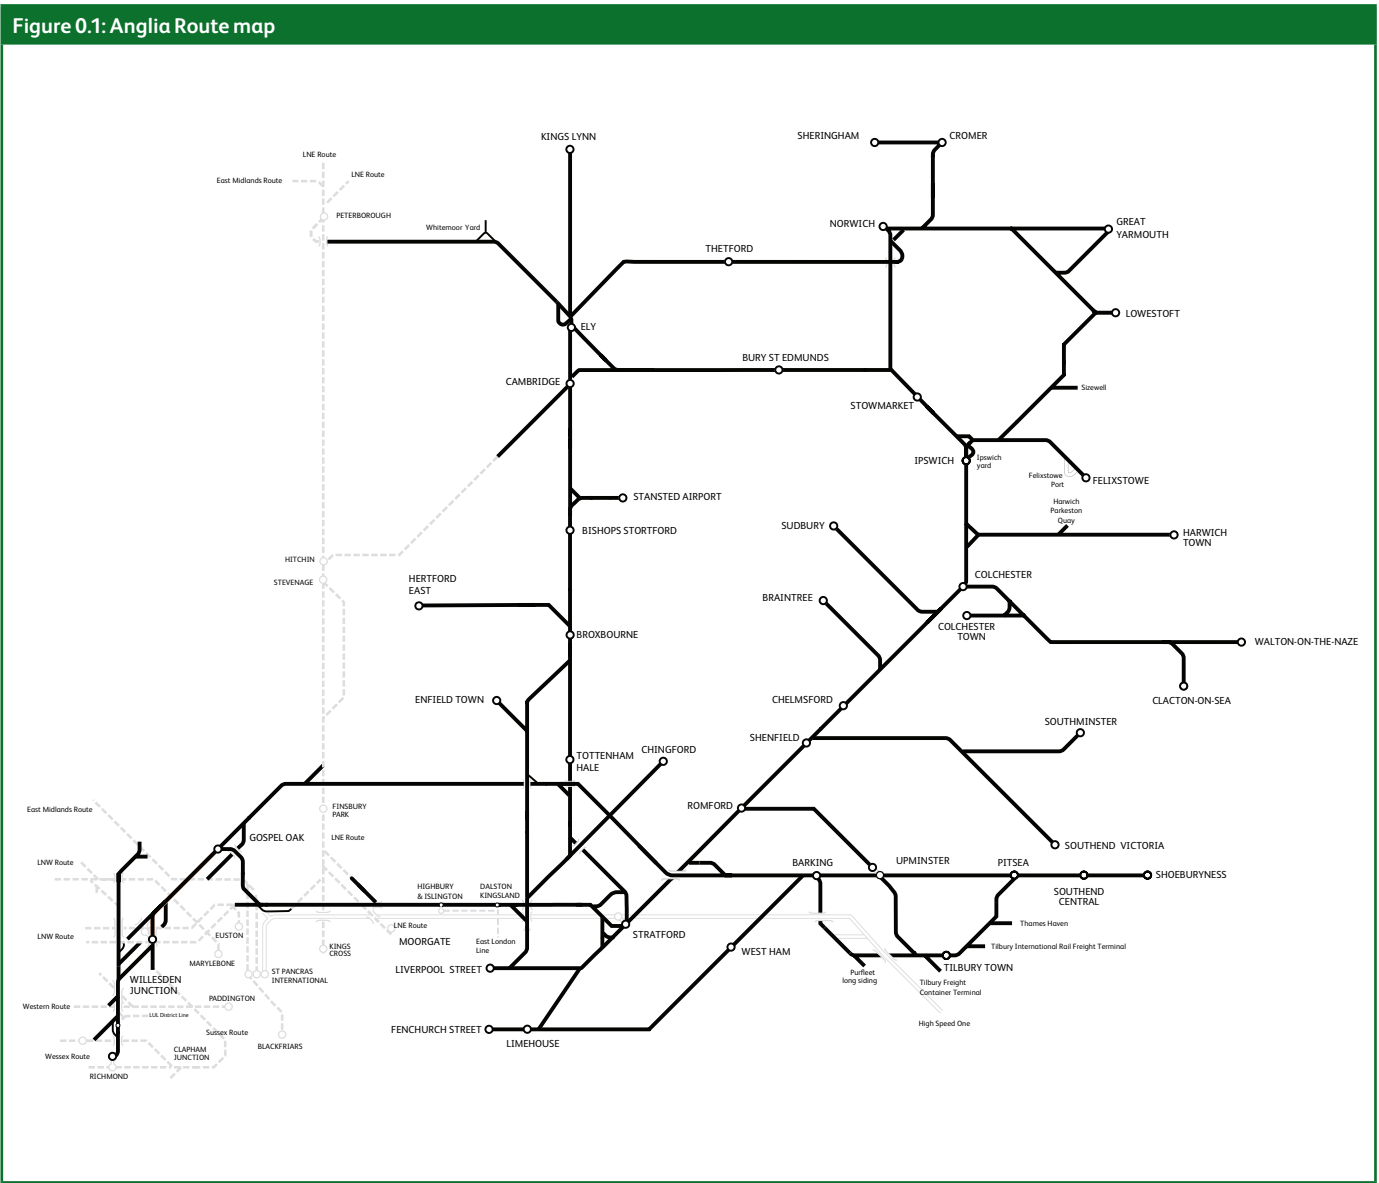 Figure 0.1: Anglia Route map
KINGS LYNN
SHERINGHAM
CROMER
LNE Route
East Midlands Route
LNE Route
PETERBOROUGH
Whitemoor Yard
NORWICH
GREAT
YARMOUTH
THETFORD
LOWESTOFT
ELY
BURY ST EDMUNDS
CAMBRIDGE
Sizewell
STOWMARKET
IPSWICH
Ipswich
yard
Felixstowe
Port
FELIXSTOWE
STANSTED AIRPORT
Harwich
Parkeston
Quay
SUDBURY
BISHOPS STORTFORD
HARWICH
TOWN
HITCHIN
STEVENAGE
HERTFORD
EAST
COLCHESTER
BRAINTREE
COLCHESTER
TOWN
BROXBOURNE
WALTON-ON-THE-NAZE
ENFIELD TOWN
CHELMSFORD
CLACTON-ON-SEA
SOUTHMINSTER
SHENFIELD
TOTTENHAM
HALE
CHINGFORD
East Midlands Route
FINSBURY
PARK
ROMFORD
GOSPEL OAK
LNE Route
SOUTHEND VICTORIA
LNW Route
BARKING
UPMINSTER
PITSEA
SHOEBURYNESS
HIGHBURY
& ISLINGTON
DALSTON
KINGSLAND
SOUTHEND
CENTRAL
LNW Route
EUSTON
LNE Route
MOORGATE
East London
Line
STRATFORD
Thames Haven
KINGS
CROSS
WEST HAM
Tilbury International Rail Freight Terminal
MARYLEBONE
ST PANCRAS
INTERNATIONAL
LIVERPOOL STREET
TILBURY TOWN
WILLESDEN
JUNCTION
Purfleet
long siding
Tilbury Freight
Container Terminal
Western Route
PADDINGTON
LUL District Line
High Speed One
Sussex Route
FENCHURCH STREET
LIMEHOUSE
BLACKFRIARS
Wessex Route
CLAPHAM
JUNCTION
RICHMOND